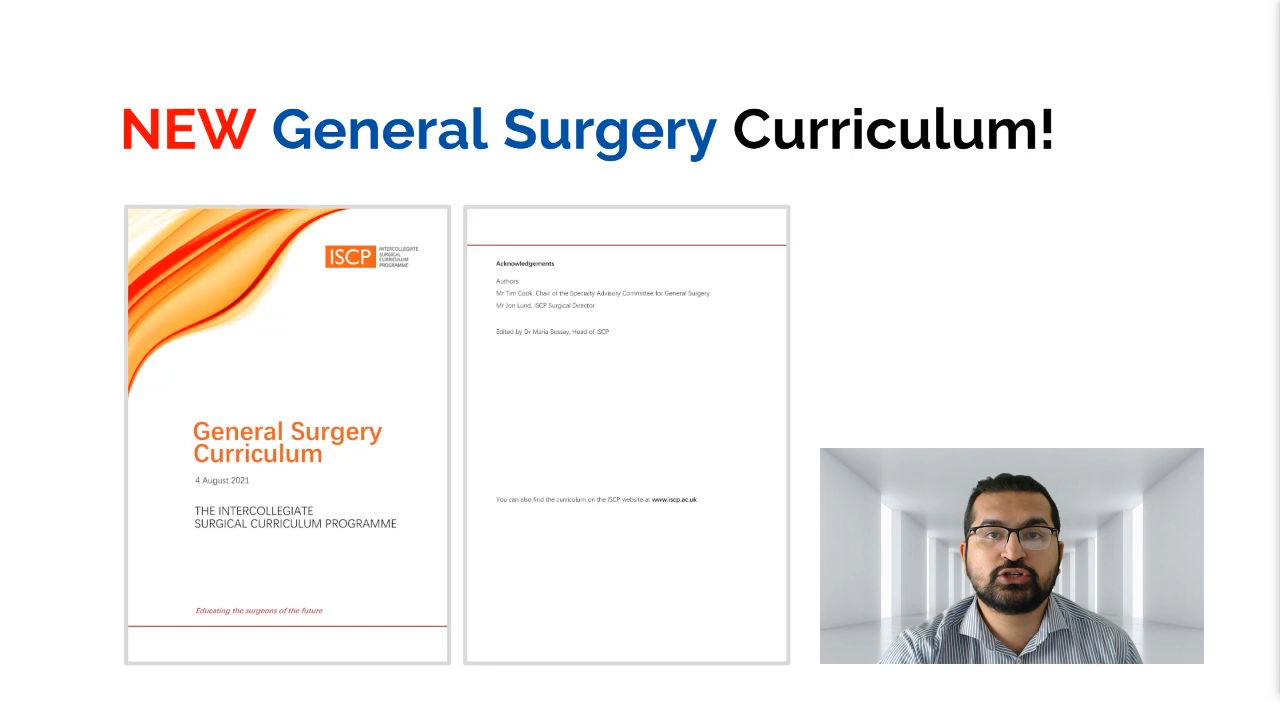 NEW General Surgery Curriculum!
ISCP
INTERCOLLEGIATE
SURGICAL
CURRICULUM
PROGRAMME
General Surgery
Curriculum
4 August 2021
THE INTERCOLLEGIATE
SURGICAL CURRICULUM PROGRAMME
Educating the surgeons of the future
Acknowledgements
Authors:
Mr Tim Cook, Chair of the Specialty Advisory Committee for General Surgery
Mr Jon Lund, ISCP Surgical Director
Edited by Dr Maria Bussey, Head of ISCP
You can also find the curriculum on the ISCP website at www.iscp.ac.uk